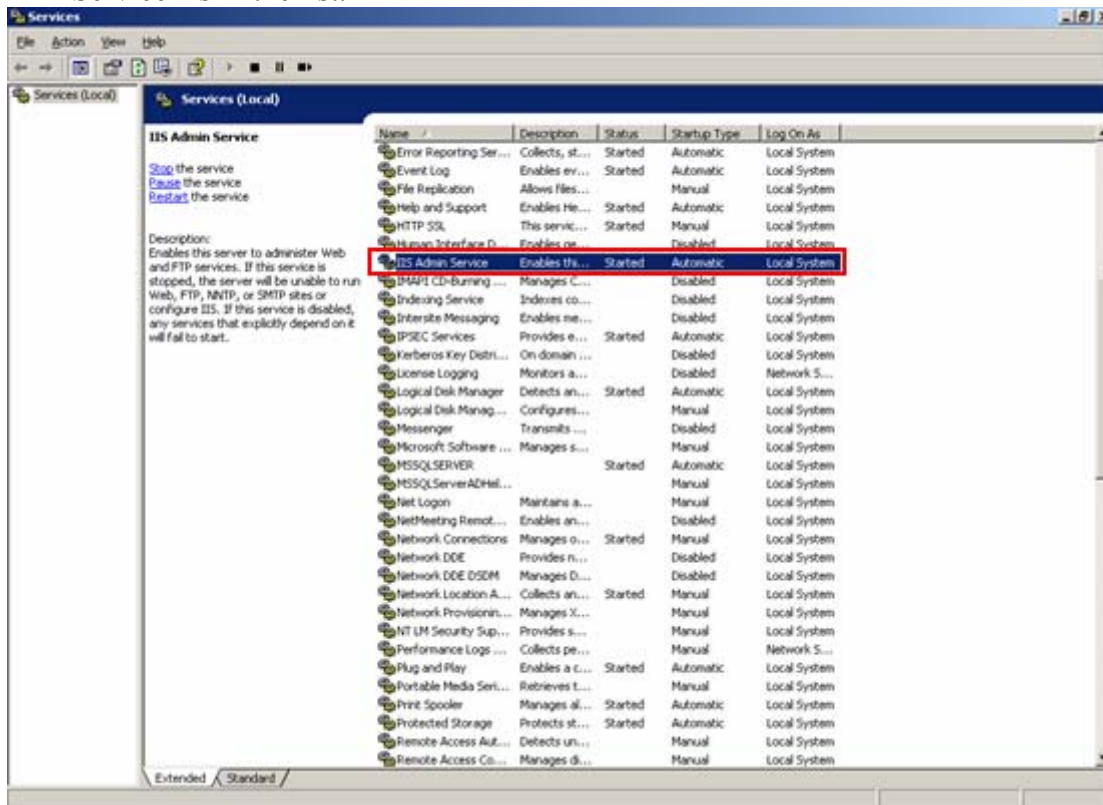 Services
File Action View Help
Services (Local)
Services (Local)
IIS Admin Service
Stop the service
Pause the service
Restart the service
Description:
Enables this server to administer Web
and FTP services. If this service is
stopped, the server will be unable to run
Web, FTP, NNTP, or SMTP sites or
configure IIS. If this service is disabled,
any services that explicitly depend on it
will fail to start.
Name Description Status Startup Type Log On As
Error Reporting Ser... Collects, st... Started Automatic Local System
Event Log Enables ev... Started Automatic Local System
File Replication Allows files... Manual Local System
Help and Support Enables He... Started Automatic Local System
HTTP SSL This servic... Started Manual Local System
Human Interface D... Enables ge... Disabled Local System
IIS Admin Service Enables thi... Started Automatic Local System
IMAPI CD-Burning ... Manages C... Disabled Local System
Indexing Service Indexes co... Disabled Local System
Intersite Messaging Enables me... Disabled Local System
IPSEC Services Provides e... Started Automatic Local System
Kerberos Key Distri... On domain ... Disabled Local System
License Logging Monitors a... Disabled Network S...
Logical Disk Manager Detects an... Started Automatic Local System
Logical Disk Manag... Configures... Manual Local System
Messenger Transmits ... Disabled Local System
Microsoft Software ... Manages s... Manual Local System
MSSQLSERVER Started Automatic Local System
MSSQLServerADHel... Manual Local System
Net Logon Maintains a... Manual Local System
NetMeeting Remot... Enables an... Disabled Local System
Network Connections Manages o... Started Manual Local System
Network DDE Provides n... Disabled Local System
Network DDE DSDM Manages D... Disabled Local System
Network Location A... Collects an... Started Manual Local System
Network Provisionin... Manages X... Manual Local System
NT LM Security Sup... Provides s... Manual Local System
Performance Logs ... Collects pe... Manual Network S...
Plug and Play Enables a c... Started Automatic Local System
Portable Media Seri... Retrieves t... Manual Local System
Print Spooler Manages al... Started Automatic Local System
Protected Storage Protects st... Started Automatic Local System
Remote Access Aut... Detects un... Manual Local System
Remote Access Co... Manages di... Manual Local System
Extended Standard